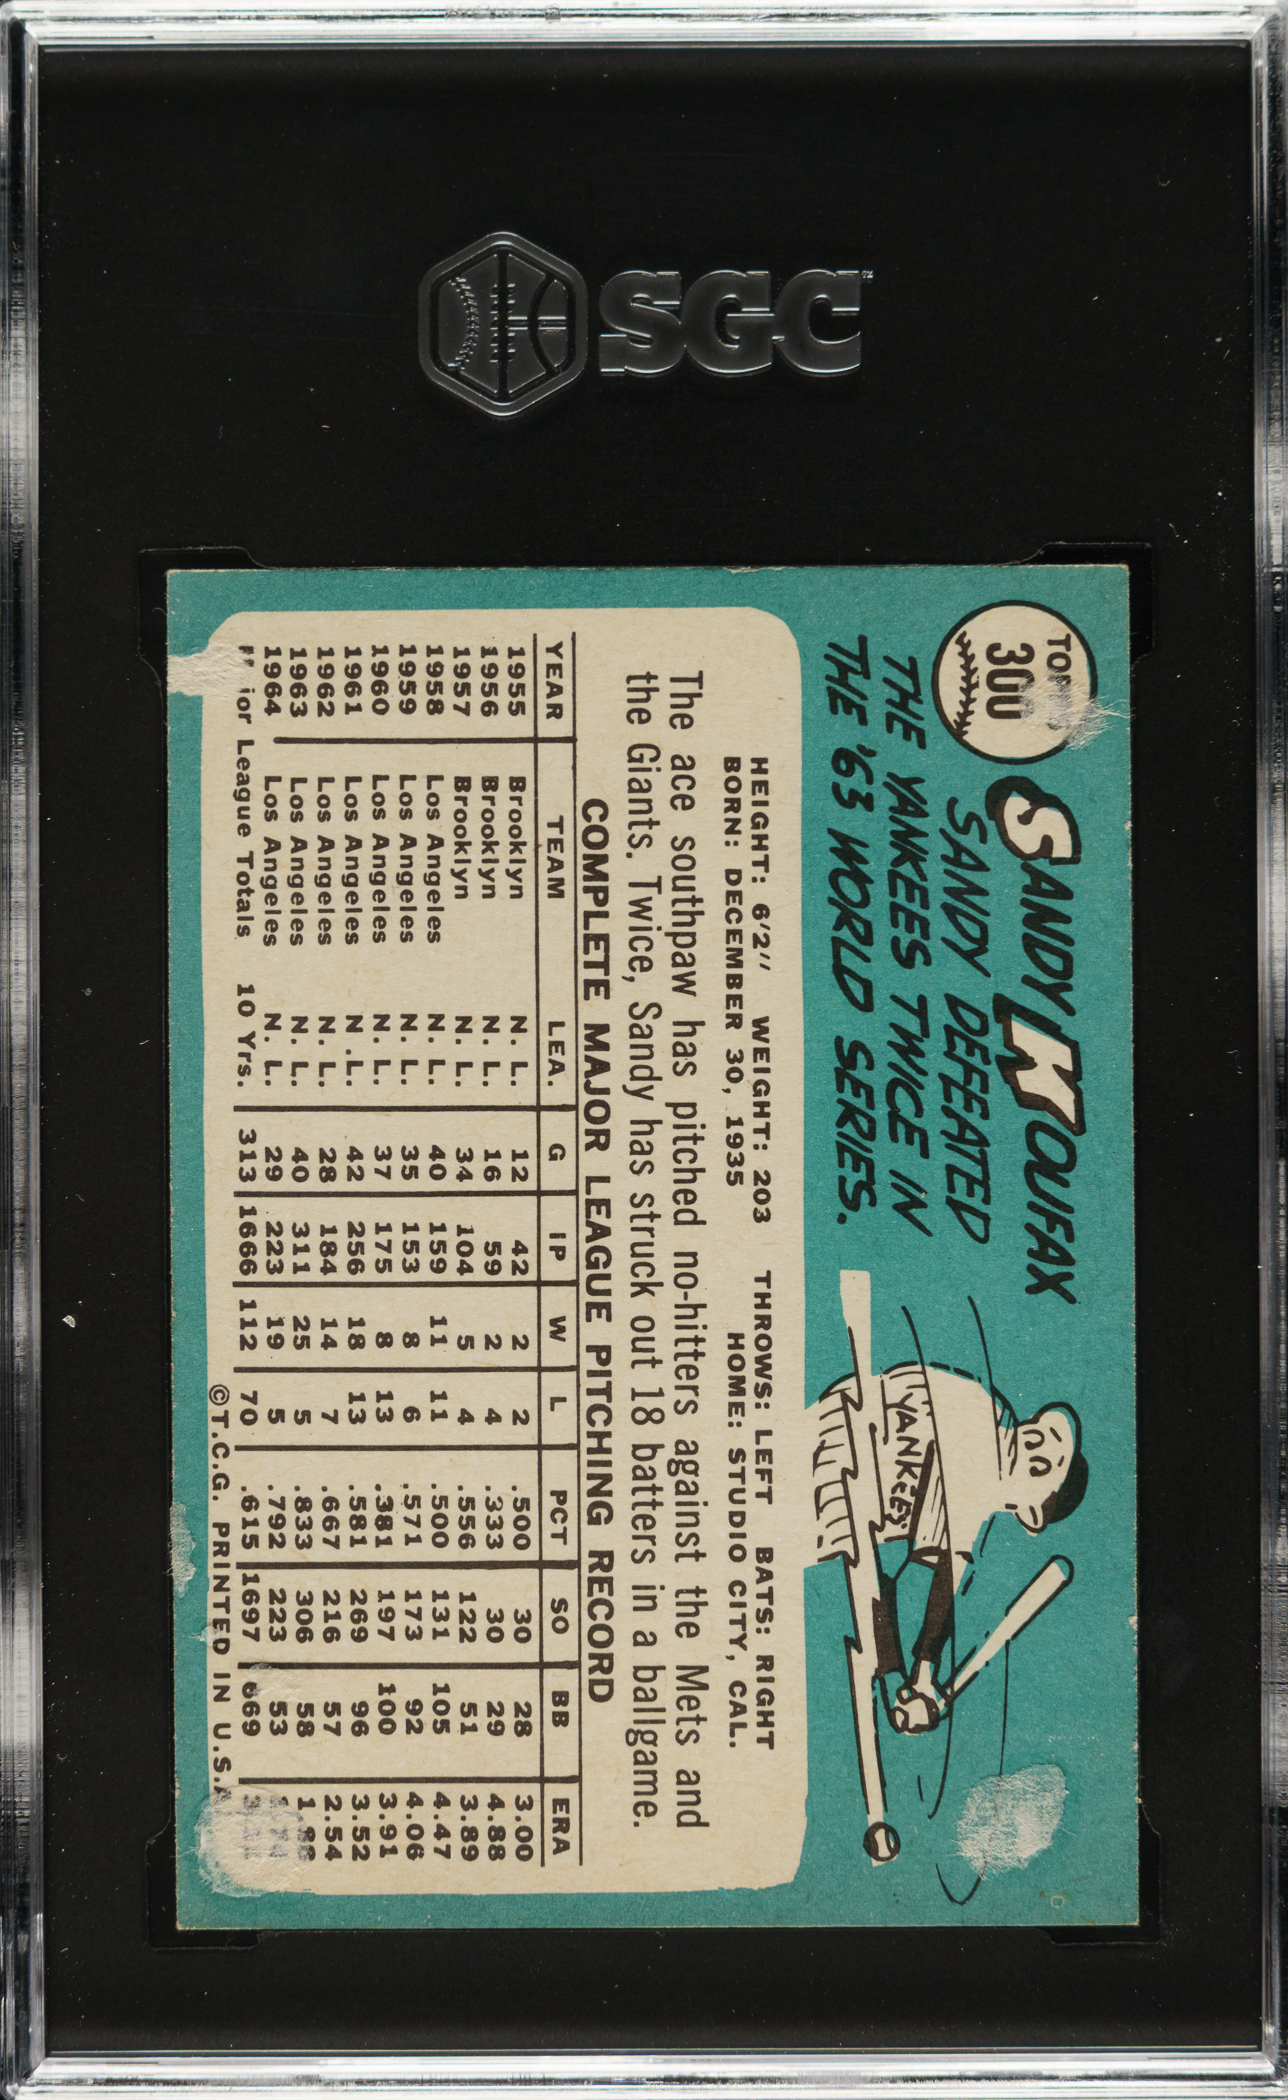 SGC
TOPPS
300
SANDY KOUFAX
SANDY DEFEATED
THE YANKEES TWICE IN
THE '63 WORLD SERIES.
YANKEES
HEIGHT: 6'2" WEIGHT: 203 THROWS: LEFT BATS: RIGHT
BORN: DECEMBER 30, 1935 HOME: STUDIO CITY, CAL.
The ace southpaw has pitched no-hitters against the Mets and
the Giants. Twice, Sandy has struck out 18 batters in a ballgame.
COMPLETE MAJOR LEAGUE PITCHING RECORD
YEAR TEAM LEA. G IP W L PCT SO BB ERA
1955 Brooklyn N. L. 12 42 2 2 .500 30 28 3.00
1956 Brooklyn N. L. 16 59 2 4 .333 30 29 4.88
1957 Brooklyn N. L. 34 104 5 4 .556 122 51 3.89
1958 Los Angeles N. L. 40 159 11 11 .500 131 105 4.47
1959 Los Angeles N. L. 35 153 8 6 .571 173 92 4.06
1960 Los Angeles N. L. 37 175 8 13 .381 197 100 3.91
1961 Los Angeles N .L. 42 256 18 13 .581 269 96 3.52
1962 Los Angeles N. L. 28 184 14 7 .667 216 57 2.54
1963 Los Angeles N. L. 40 311 25 5 .833 306 58 1.88
1964 Los Angeles N. L. 29 223 19 5 .792 223 53
Major League Totals 10 Yrs. 313 1666 112 70 .615 1697 669
©T.C.G. PRINTED IN U.S.A.